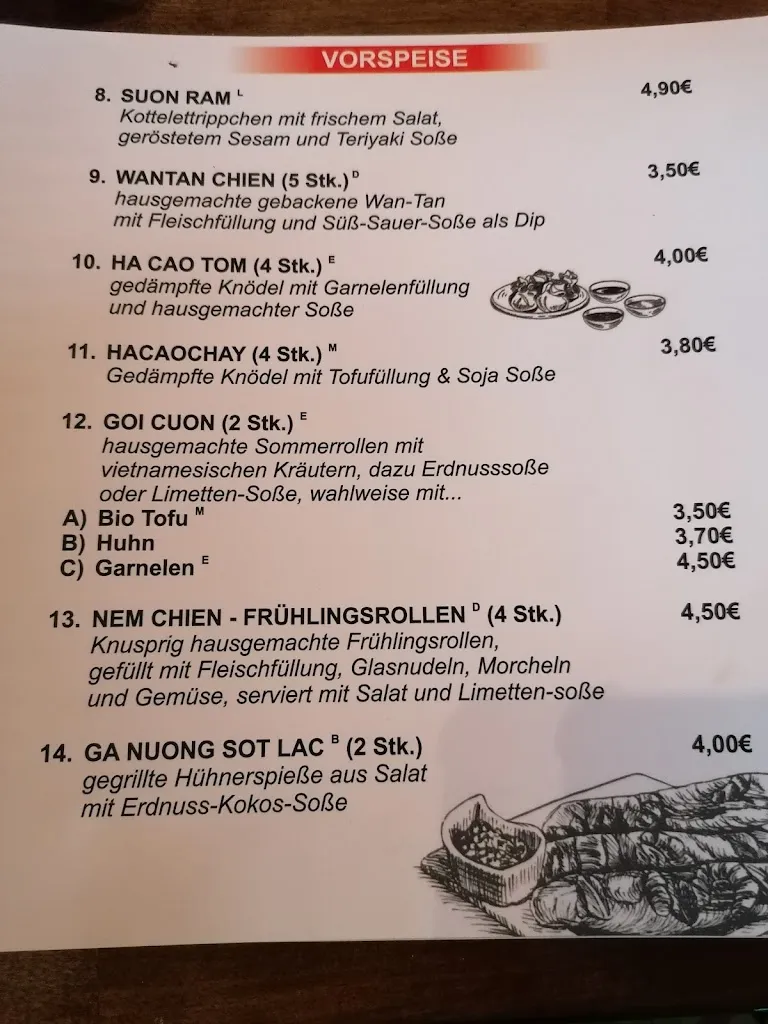 VORSPEISE
8. SUON RAM L 4,90€
Kottelettrippchen mit frischem Salat,
geröstetem Sesam und Teriyaki Soße
9. WANTAN CHIEN (5 Stk.) D 3,50€
hausgemachte gebackene Wan-Tan
mit Fleischfüllung und Süß-Sauer-Soße als Dip
10. HA CAO TOM (4 Stk.) E 4,00€
gedämpfte Knödel mit Garnelenfüllung
und hausgemachter Soße
11. HACAOCHAY (4 Stk.) M 3,80€
Gedämpfte Knödel mit Tofufüllung & Soja Soße
12. GOI CUON (2 Stk.) E
hausgemachte Sommerrollen mit
vietnamesischen Kräutern, dazu Erdnusssoße
oder Limetten-Soße, wahlweise mit...
A) Bio Tofu M 3,50€
B) Huhn 3,70€
C) Garnelen E 4,50€
13. NEM CHIEN - FRÜHLINGSROLLEN D (4 Stk.) 4,50€
Knusprig hausgemachte Frühlingsrollen,
gefüllt mit Fleischfüllung, Glasnudeln, Morcheln
und Gemüse, serviert mit Salat und Limetten-soße
14. GA NUONG SOT LAC B (2 Stk.) 4,00€
gegrillte Hühnerspieße aus Salat
mit Erdnuss-Kokos-Soße